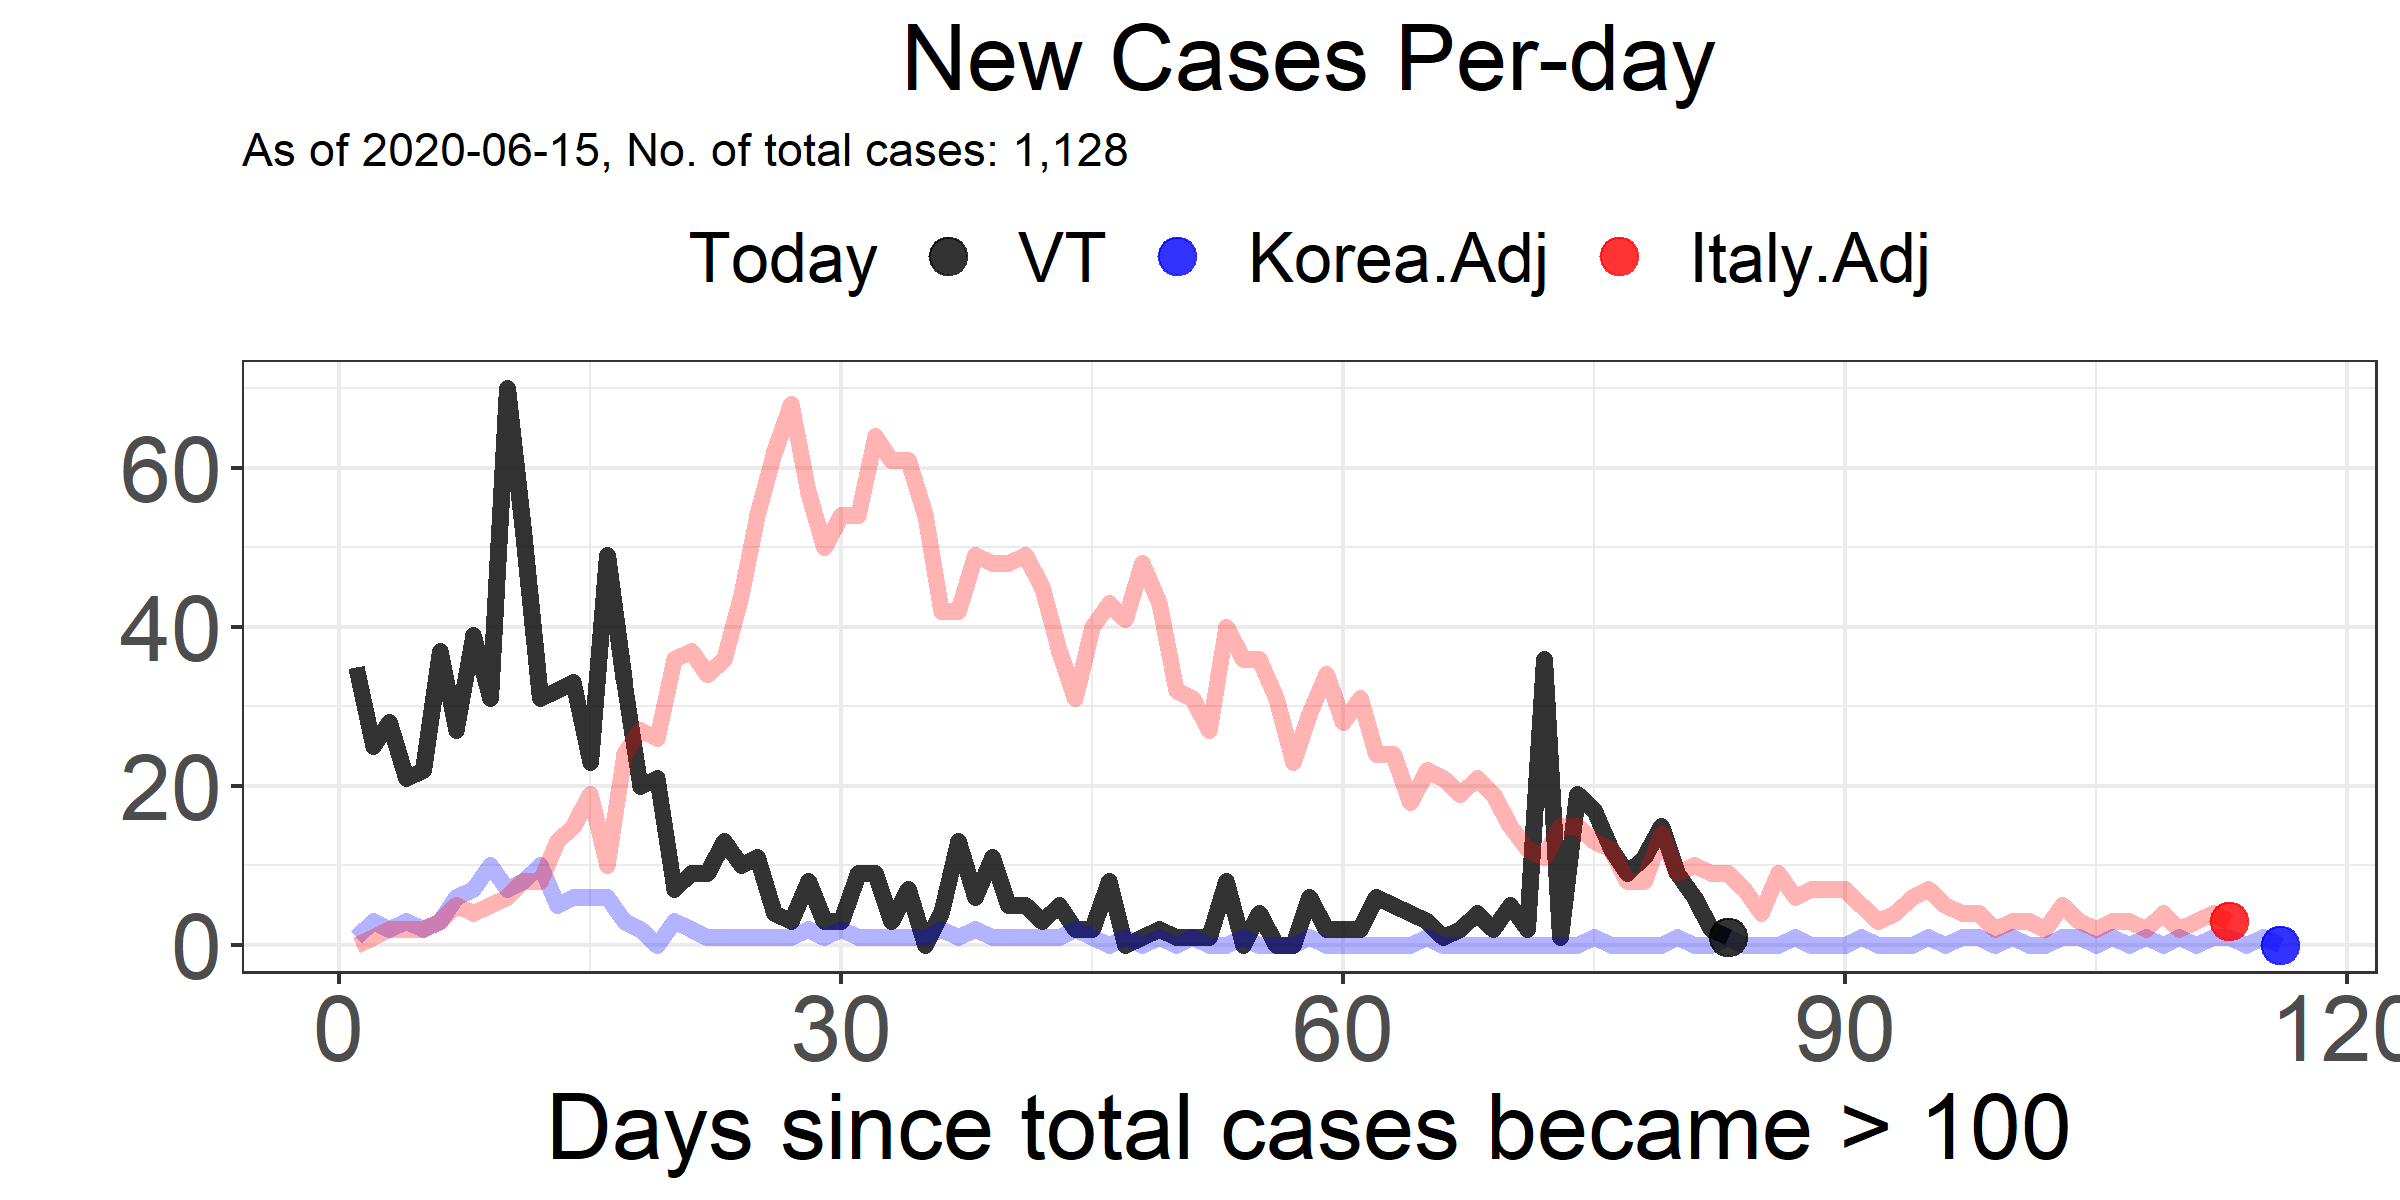 New Cases Per-day
As of 2020-06-15, No. of total cases: 1,128
Today VT Korea.Adj Italy.Adj
60
40
20
0
0 30 60 90 120
Days since total cases became > 100